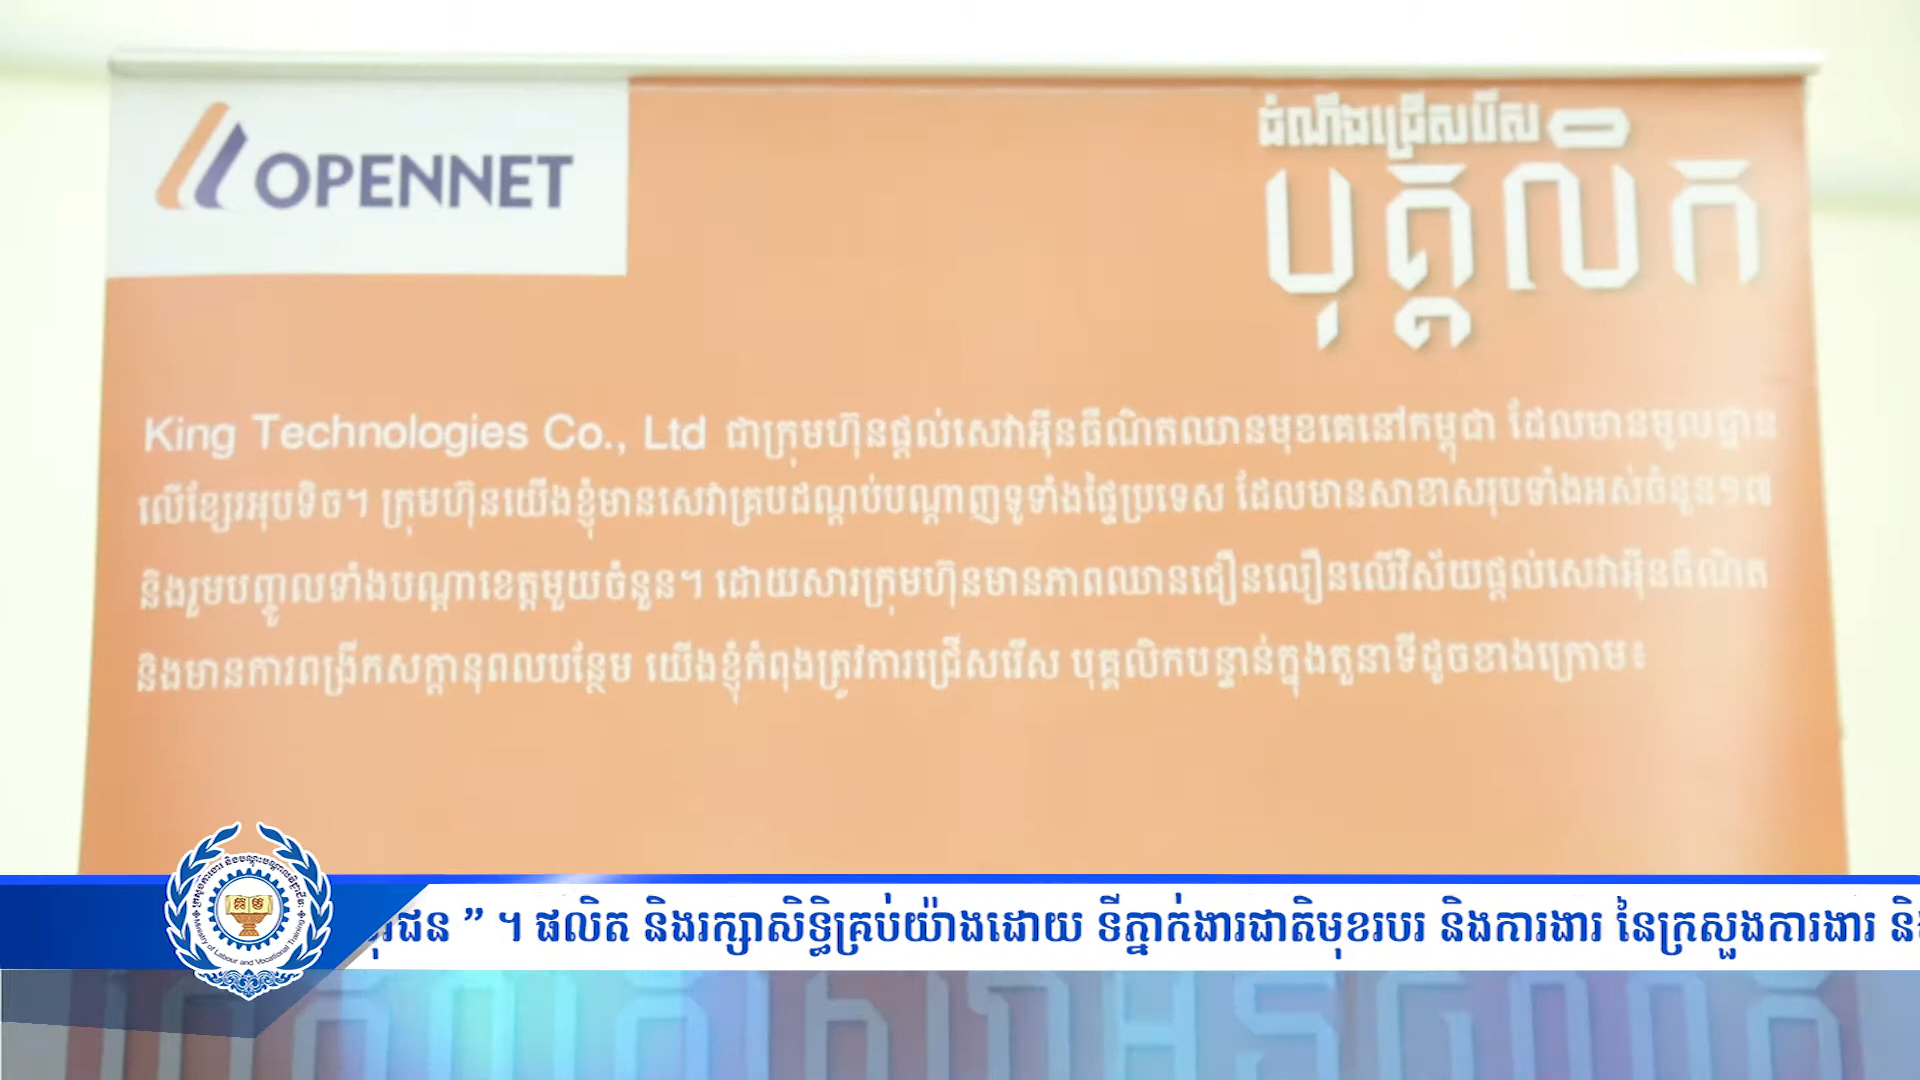 OPENNET
ដំណឹងជ្រើសរើស
បុគ្គលិក
King Technologies Co., Ltd ជាក្រុមហ៊ុនផ្តល់សេវាអ៊ីនធឺណិតឈានមុខគេនៅកម្ពុជា ដែលមានមូលដ្ឋាន
លើខ្សែរអុបទិច។ ក្រុមហ៊ុនយើងខ្ញុំមានសេវាគ្របដណ្តប់បណ្តាញទូទាំងផ្ទៃប្រទេស ដែលមានសាខាសរុបទាំងអស់ចំនួន១៧
និងរួមបញ្ចូលទាំងបណ្តាខេត្តមួយចំនួន។ ដោយសារក្រុមហ៊ុនមានភាពឈានជឿនលឿនលើវិស័យផ្តល់សេវាអ៊ីនធឺណិត
និងមានការពង្រីកសក្តានុពលបន្ថែម យើងខ្ញុំកំពុងត្រូវការជ្រើសរើស បុគ្គលិកបន្ទាន់ក្នុងតួនាទីដូចខាងក្រោម៖
ជន ” ។ ផលិត និងរក្សាសិទ្ធិគ្រប់យ៉ាងដោយ ទីភ្នាក់ងារជាតិមុខរបរ និងការងារ នៃក្រសួងការងារ និ
Ministry of Labour and Vocational Training